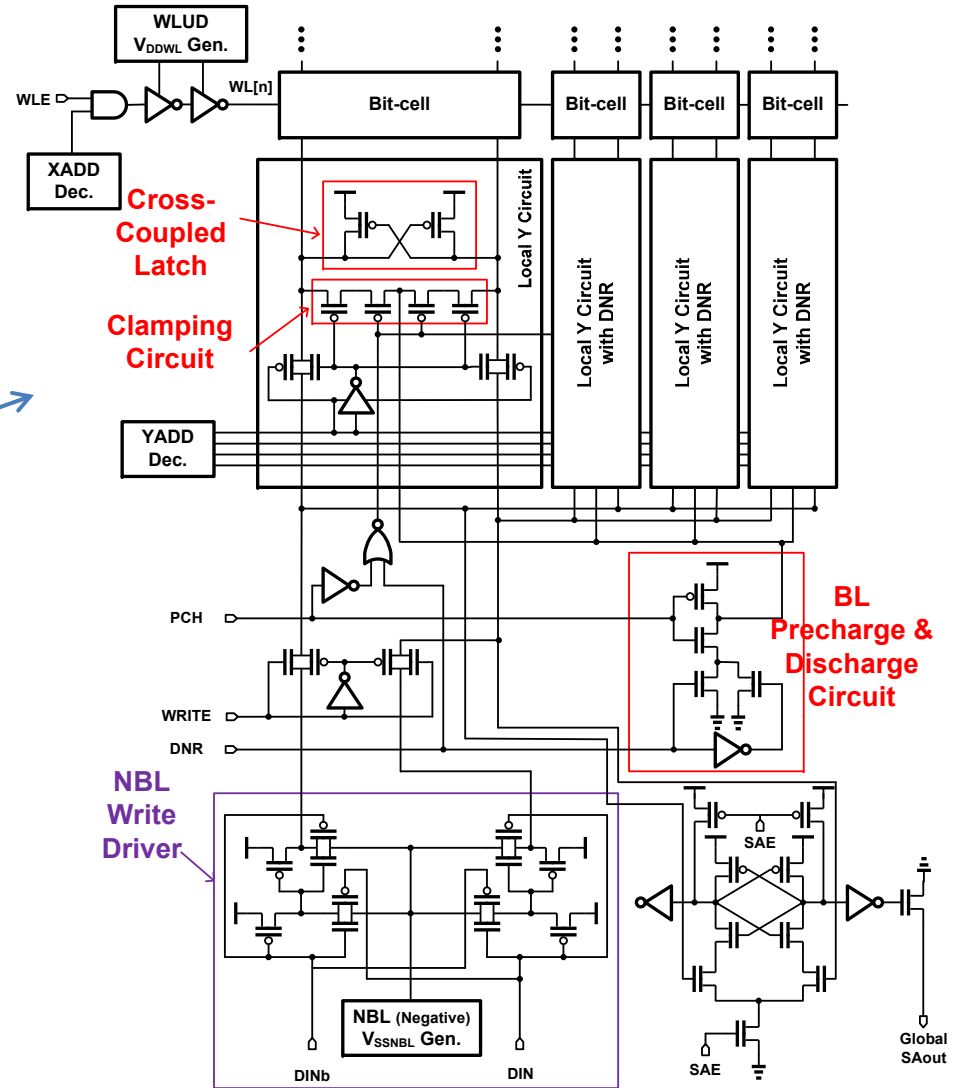 WLUD
VDDWL Gen.
WLE
WL[n]
Bit-cell
Bit-cell
Bit-cell
Bit-cell
XADD
Dec.
Cross-
Coupled
Latch
Local Y Circuit
Local Y Circuit
with DNR
Local Y Circuit
with DNR
Local Y Circuit
with DNR
Clamping
Circuit
YADD
Dec.
PCH
BL
Precharge &
Discharge
Circuit
WRITE
DNR
NBL
Write
Driver
SAE
NBL (Negative)
VSSNBL Gen.
DINb
DIN
SAE
Global
SAout